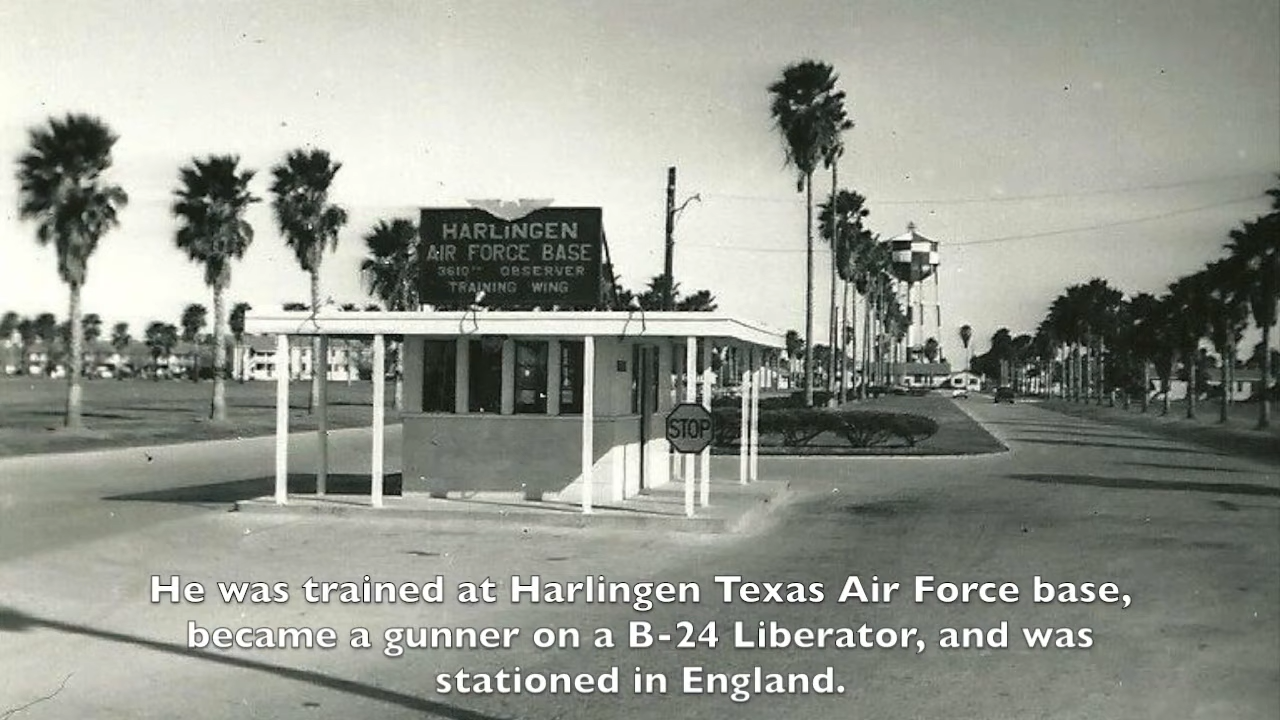 HARLINGEN
AIR FORCE BASE
3610TH OBSERVER
TRAINING WING
STOP
He was trained at Harlingen Texas Air Force base,
became a gunner on a B-24 Liberator, and was
stationed in England.